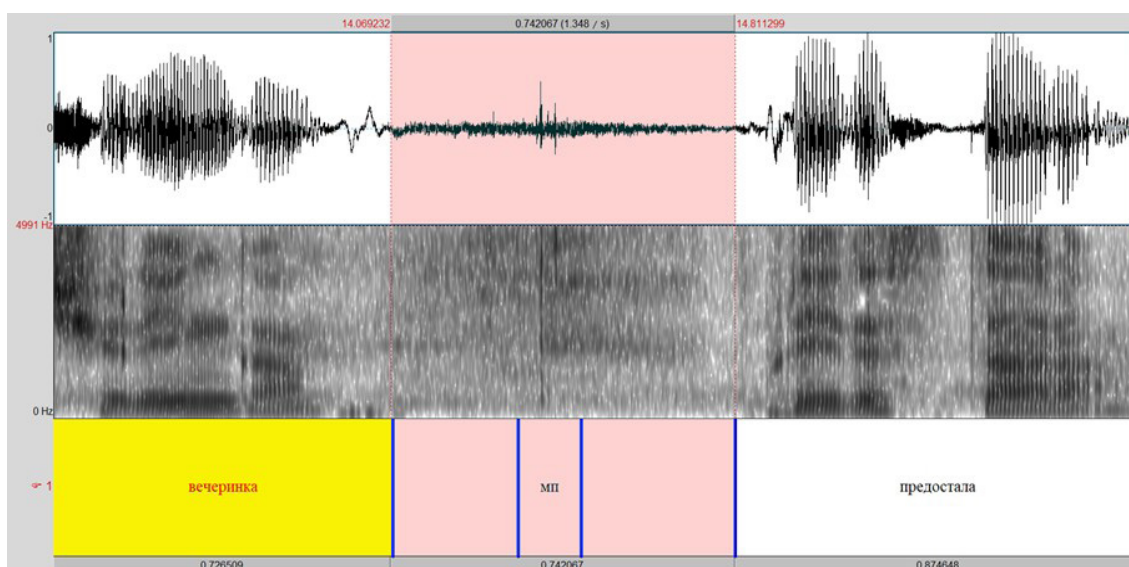 14.069232 0.742067 (1.348 / s) 14.811299
1
0
-1
4991 Hz
0 Hz
1 вечеринка мп предостала
0.726509 0.742067 0.874648